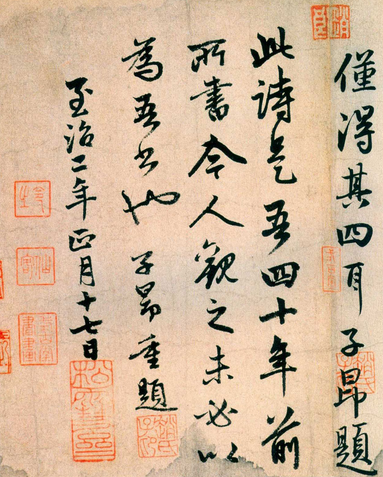 僅得其四耳子昂題
此詩是吾四十年前
所書今人觀之未必以
為吾書也子昂重題
至治二年正月十七日